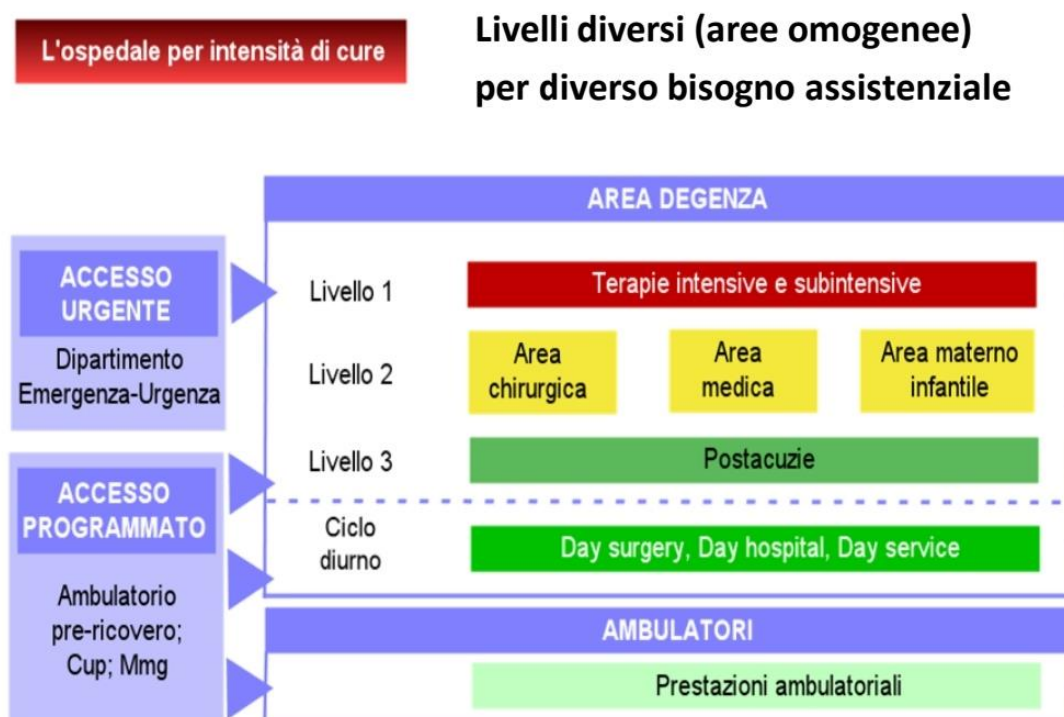 L'ospedale per intensità di cure
Livelli diversi (aree omogenee)
per diverso bisogno assistenziale
AREA DEGENZA
ACCESSO
URGENTE
Dipartimento
Emergenza-Urgenza
Livello 1
Terapie intensive e subintensive
Livello 2
Area
chirurgica
Area
medica
Area materno
infantile
Livello 3
Postacuzie
ACCESSO
PROGRAMMATO
Ambulatorio
pre-ricovero;
Cup; Mmg
Ciclo
diurno
Day surgery, Day hospital, Day service
AMBULATORI
Prestazioni ambulatoriali